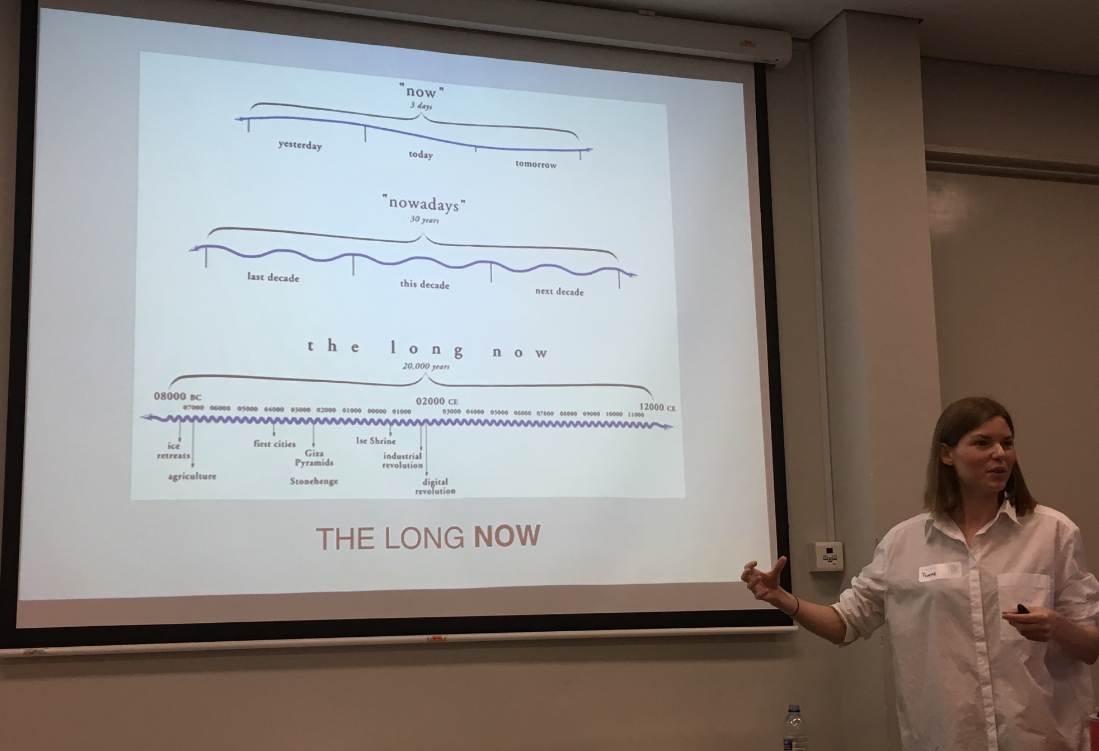 "now"
3 days
yesterday
today
tomorrow
"nowadays"
30 years
last decade
this decade
next decade
the long now
20,000 years
08000 BC
02000 CE
12000 CE
07000 06000 05000 04000 03000 02000 01000 00000 01000 03000 04000 05000 06000 07000 08000 09000 10000 11000
ice
retreats
agriculture
first cities
Giza
Pyramids
Stonehenge
Ise Shrine
industrial
revolution
digital
revolution
THE LONG NOW